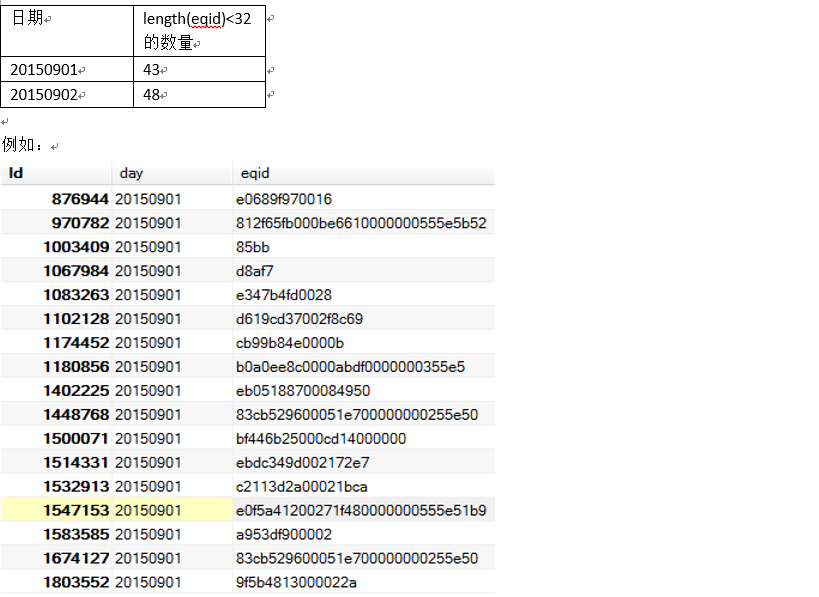 日期 length(eqid)<32
的数量
20150901 43
20150902 48
例如：
Id day eqid
876944 20150901 e0689f970016
970782 20150901 812f65fb000be6610000000555e5b52
1003409 20150901 85bb
1067984 20150901 d8af7
1083263 20150901 e347b4fd0028
1102128 20150901 d619cd37002f8c69
1174452 20150901 cb99b84e0000b
1180856 20150901 b0a0ee8c0000abdf0000000355e5
1402225 20150901 eb05188700084950
1448768 20150901 83cb529600051e700000000255e50
1500071 20150901 bf446b25000cd14000000
1514331 20150901 ebdc349d002172e7
1532913 20150901 c2113d2a00021bca
1547153 20150901 e0f5a41200271f480000000555e51b9
1583585 20150901 a953df900002
1674127 20150901 83cb529600051e700000000255e50
1803552 20150901 9f5b4813000022a